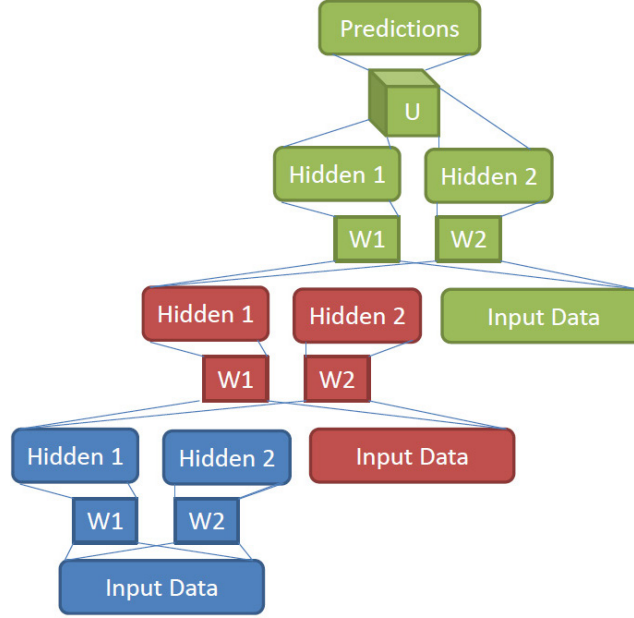 Predictions
U
Hidden 1
Hidden 2
W1
W2
Hidden 1
Hidden 2
Input Data
W1
W2
Hidden 1
Hidden 2
Input Data
W1
W2
Input Data